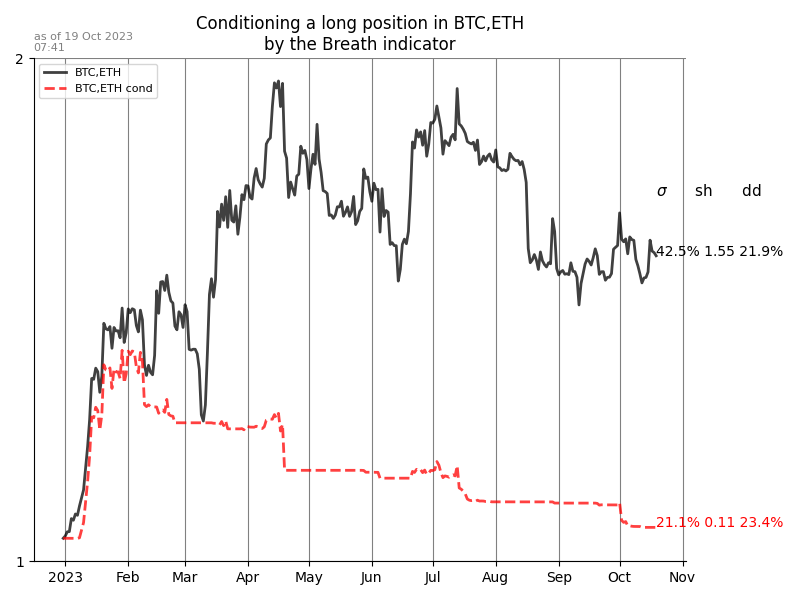 Conditioning a long position in BTC,ETH
by the Breath indicator
as of 19 Oct 2023
07:41
2
BTC,ETH
BTC,ETH cond
σ sh dd
42.5% 1.55 21.9%
21.1% 0.11 23.4%
1
2023 Feb Mar Apr May Jun Jul Aug Sep Oct Nov